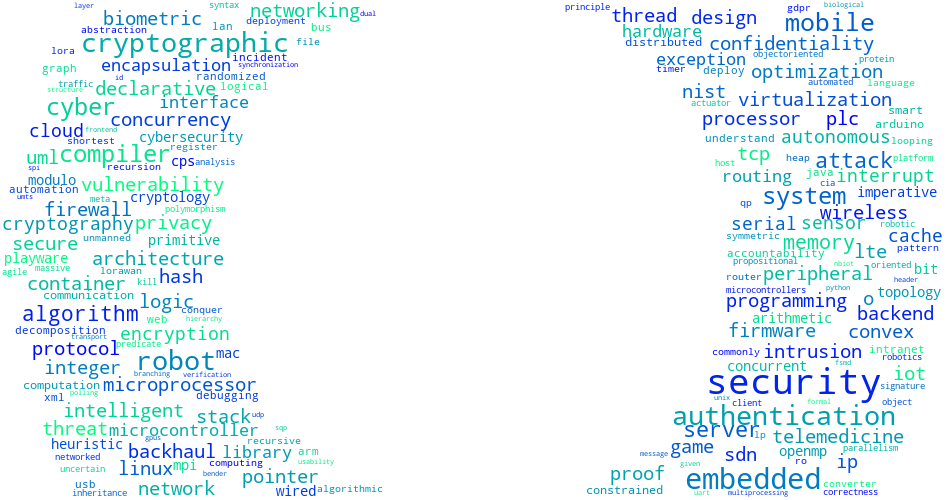 layer
syntax
networking
dual
biometric
deployment
abstraction
lan
bus
cryptographic
file
lora
encapsulation
incident
synchronization
graph
id
randomized
traffic
declarative
logical
structure
cyber
interface
concurrency
cloud
frontend
cybersecurity
shortest
register
uml
compiler
cps
analysis
spi
recursion
modulo
vulnerability
automation
umts
meta
cryptology
firewall
polymorphism
cryptography
privacy
secure
unmanned
primitive
playware
architecture
agile
massive
lorawan
hash
container
kill
communication
logic
conquer
algorithm
web
hierarchy
decomposition
encryption
transport
predicate
protocol
robot
mac
integer
branching
verification
computation
microprocessor
xml
polling
debugging
intelligent
stack
udp
threat
microcontroller
sqp
heuristic
gpus
recursive
backhaul
library
arm
networked
computing
usability
uncertain
linux
mpi
bender
pointer
usb
network
wired
algorithmic
inheritance
principle
thread
design
gdpr
biological
mobile
hardware
distributed
confidentiality
objectoriented
exception
protein
timer
deploy
optimization
automated
language
nist
actuator
virtualization
smart
processor
plc
arduino
understand
autonomous
looping
tcp
host
heap
attack
platform
routing
java
interrupt
cia
system
imperative
qp
wireless
serial
sensor
robotic
symmetric
memory
cache
pattern
accountability
lte
propositional
nbiot
oriented
bit
router
peripheral
header
microcontrollers
python
topology
programming
o
arithmetic
backend
firmware
convex
commonly
intrusion
intranet
robotics
concurrent
fsmd
iot
security
signature
unix
client
formel
object
authentication
server
lp
telemedicine
message
game
sdn
openmp
parallelism
given
ro
ip
proof
embedded
converter
constrained
uart
multiprocessing
correctness